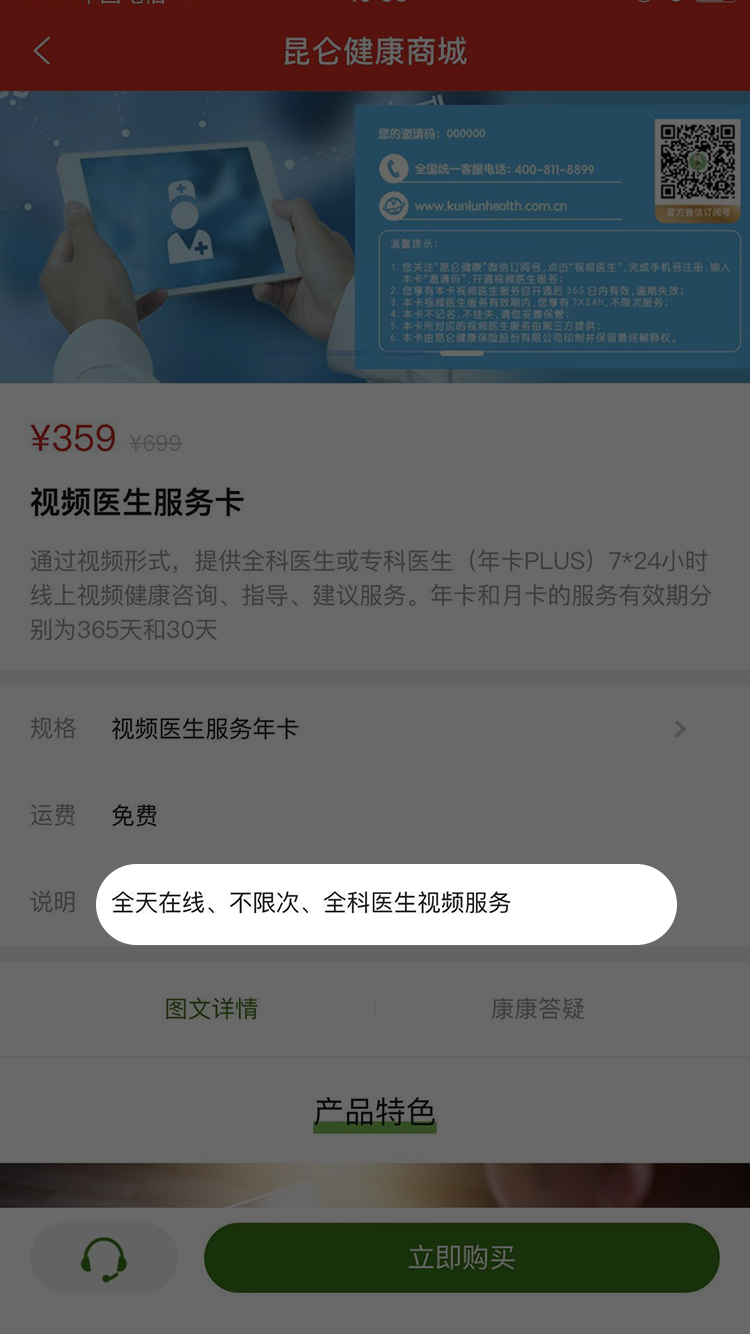 昆仑健康商城
您的邀请码：000000
全国统一客服电话：400-811-8899
www.kunlunhealth.com.cn
官方微信订阅号
温馨提示：
1. 您关注“昆仑健康”微信订阅号，点击“视频医生”，完成手机号注册，输入
本卡“邀请码”，开通视频医生服务；
2. 您享有本卡视频医生服务自开通后 365 日内有效，逾期失效；
3. 本卡视频医生服务有效期内，您享有 7X24h、不限次服务；
4. 本卡不记名、不挂失，请您妥善保管；
5. 本卡所对应的视频医生服务由第三方提供；
6. 本卡由昆仑健康保险股份有限公司印制并保留最终解释权。
¥359 ¥699
视频医生服务卡
通过视频形式，提供全科医生或专科医生（年卡PLUS）7*24小时
线上视频健康咨询、指导、建议服务。年卡和月卡的服务有效期分
别为365天和30天
规格 视频医生服务年卡
运费 免费
说明 全天在线、不限次、全科医生视频服务
图文详情 康康答疑
产品特色
立即购买